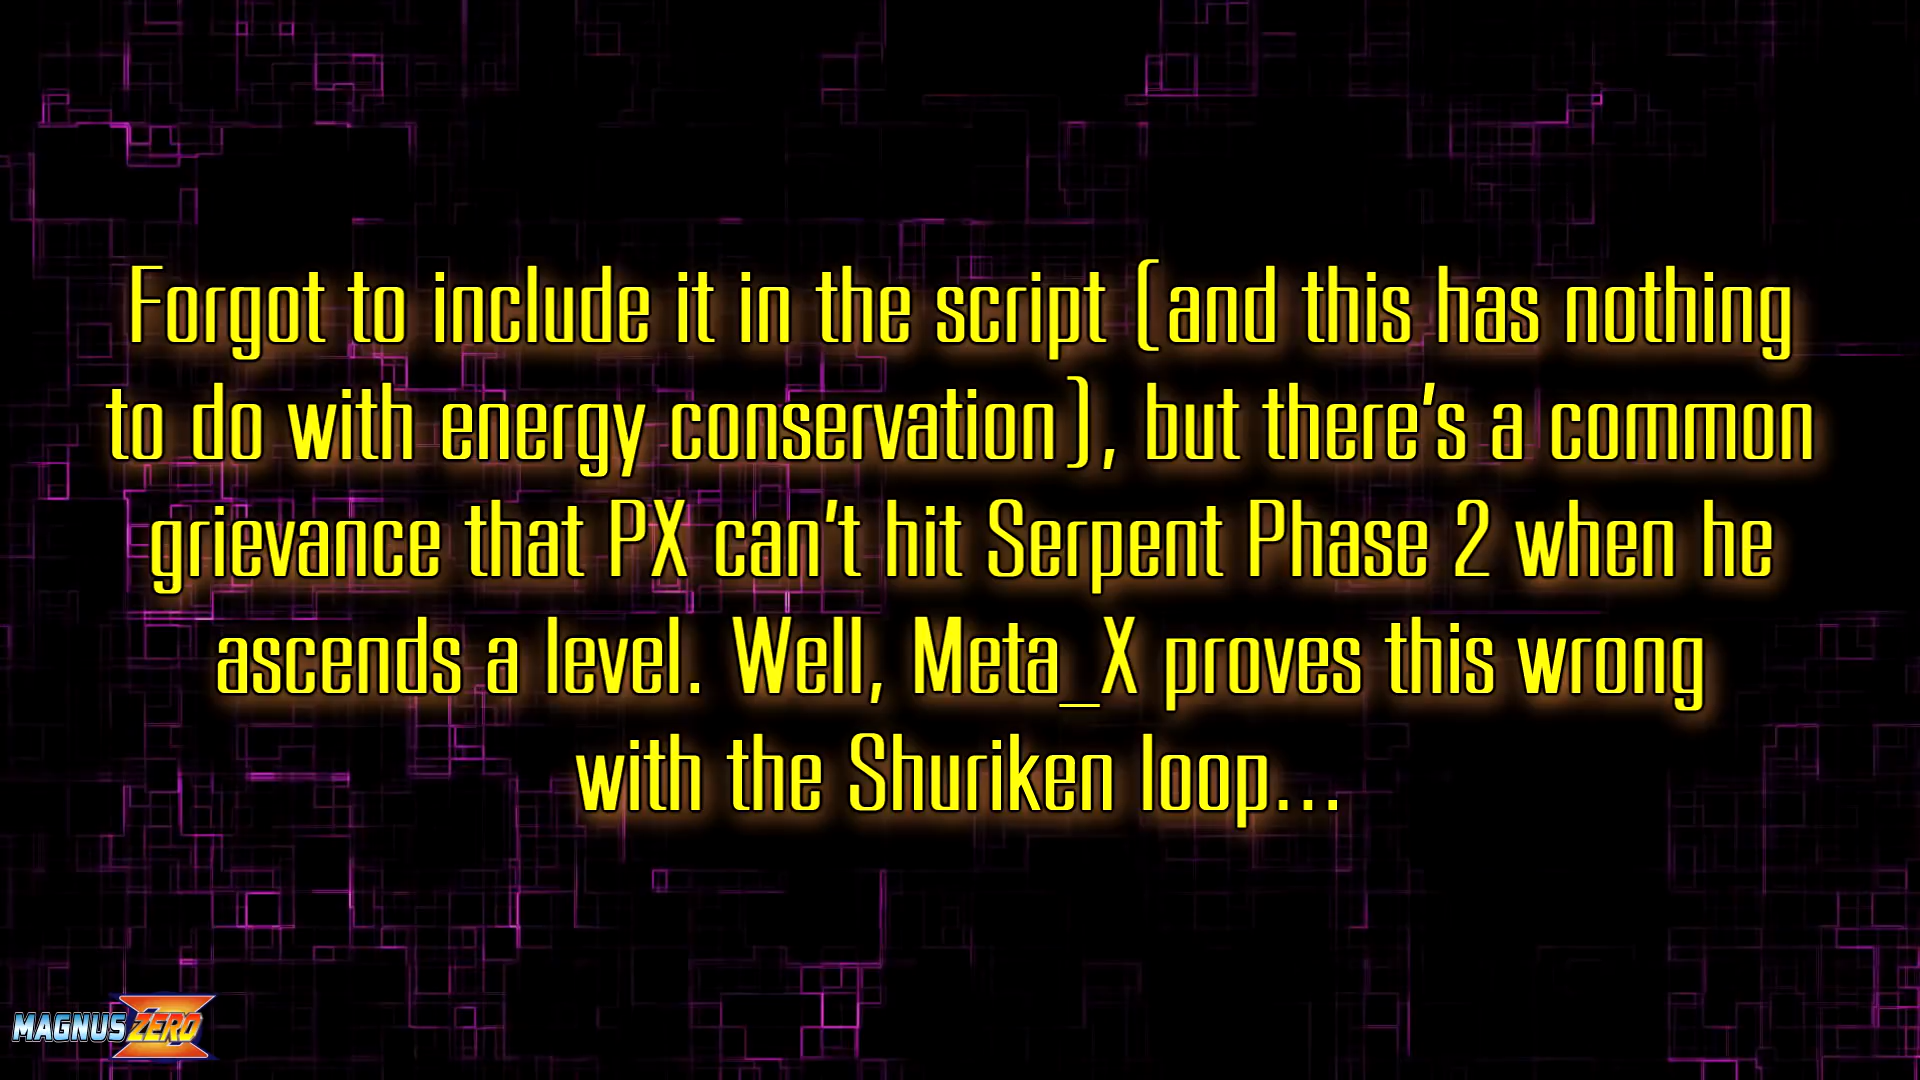 Forgot to include it in the script (and this has nothing
to do with energy conservation), but there's a common
grievance that PX can't hit Serpent Phase 2 when he
ascends a level. Well, Meta_X proves this wrong
with the Shuriken loop...
MAGNUS ZERO